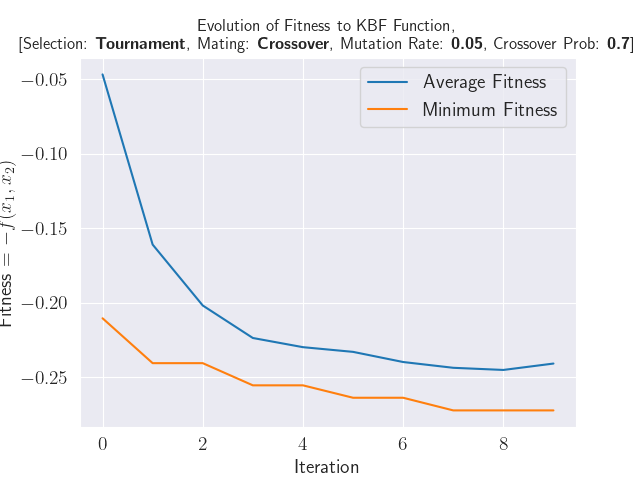 Evolution of Fitness to KBF Function,
[Selection: Tournament, Mating: Crossover, Mutation Rate: 0.05, Crossover Prob: 0.7]
Average Fitness
Minimum Fitness
−0.05
−0.10
−0.15
−0.20
−0.25
Fitness = −f(x₁, x₂)
0 2 4 6 8
Iteration